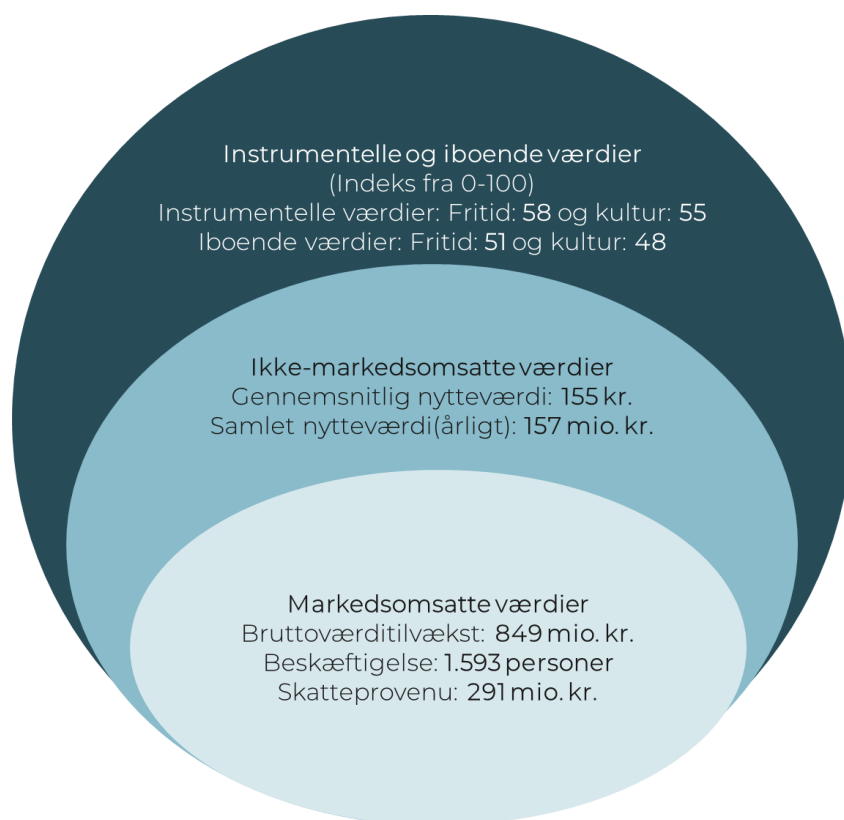 Instrumentelle og iboende værdier
(Indeks fra 0-100)
Instrumentelle værdier: Fritid: 58 og kultur: 55
Iboende værdier: Fritid: 51 og kultur: 48
Ikke-markedsomsatte værdier
Gennemsnitlig nytteværdi: 155 kr.
Samlet nytteværdi(årligt): 157 mio. kr.
Markedsomsatte værdier
Bruttoværditilvækst: 849 mio. kr.
Beskæftigelse: 1.593 personer
Skatteprovenu: 291 mio. kr.